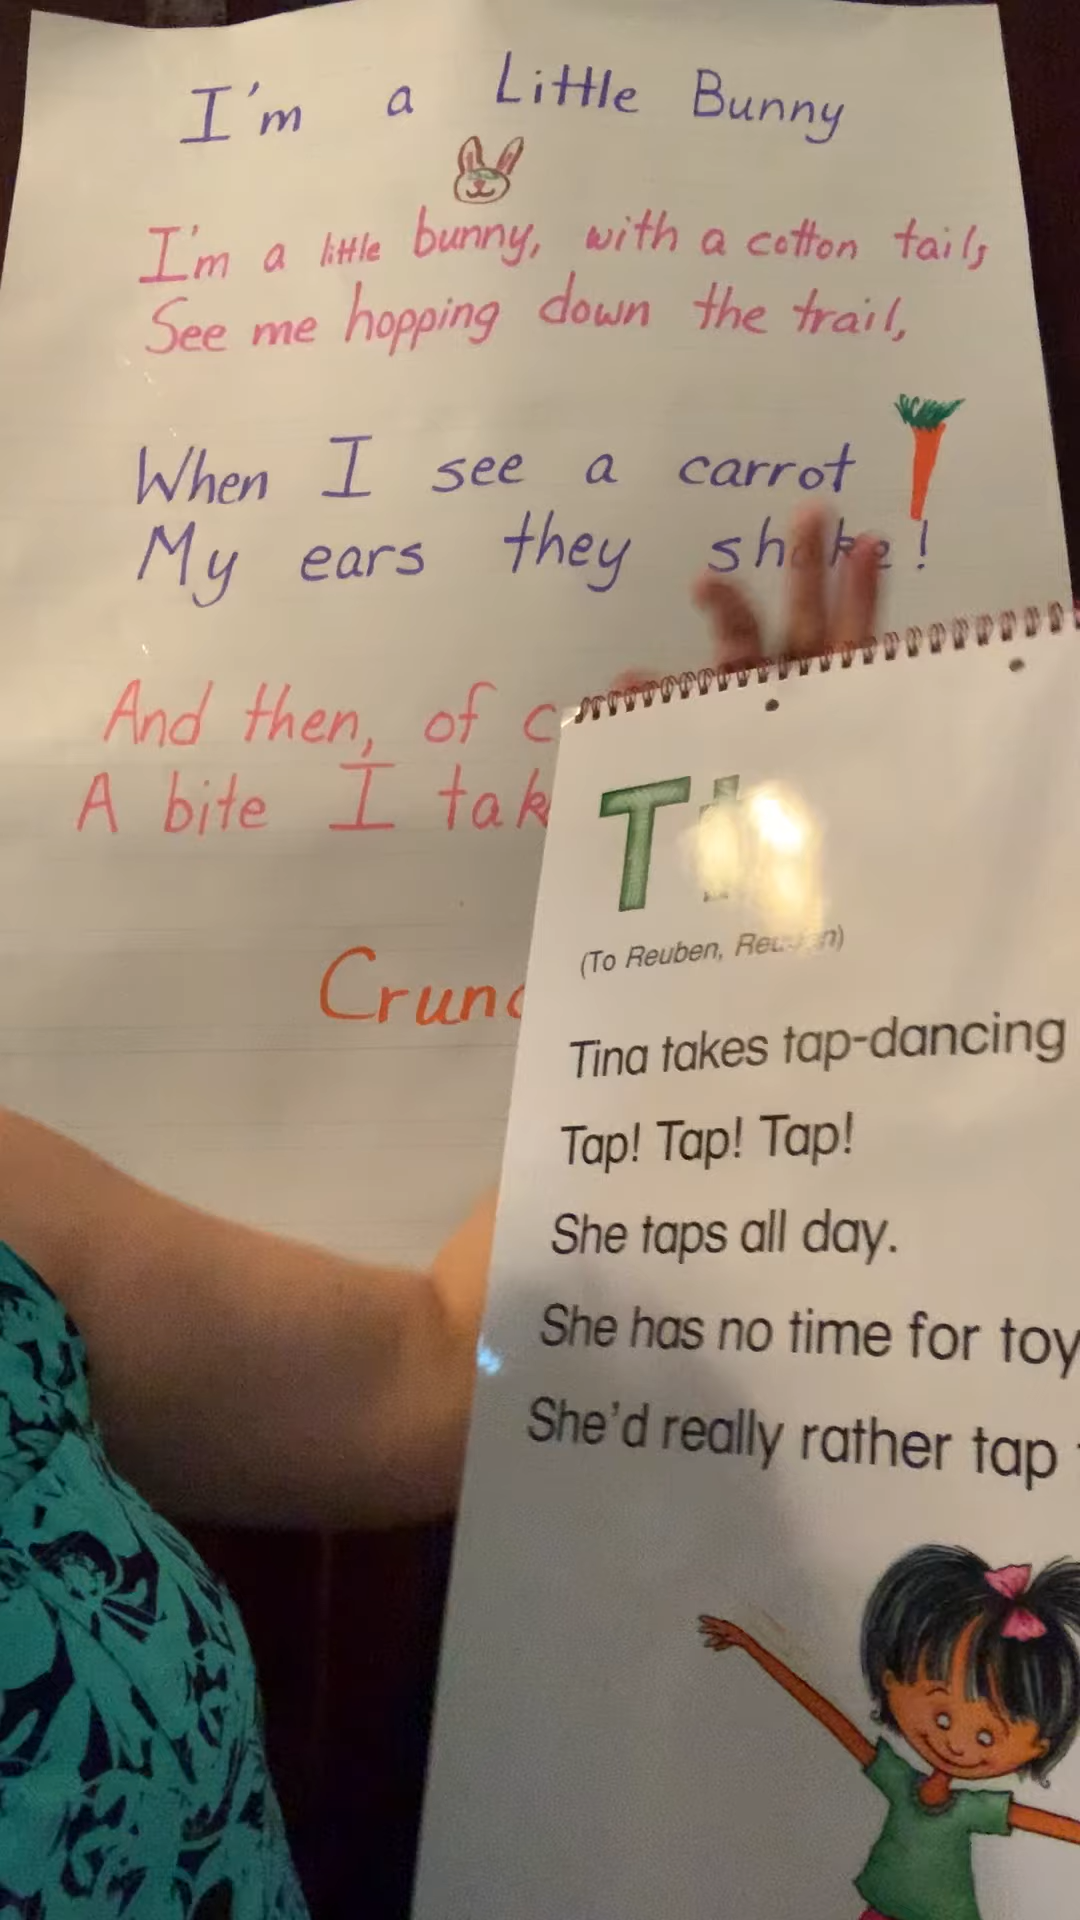 I'm a Little Bunny
I'm a little bunny, with a cotton tail,
See me hopping down the trail,
When I see a carrot
My ears they shake!
And then, of
A bite I
(To Reuben,
Tina takes tap-dancing
Tap! Tap! Tap!
She taps all day.
She has no time for
She'd really rather tap